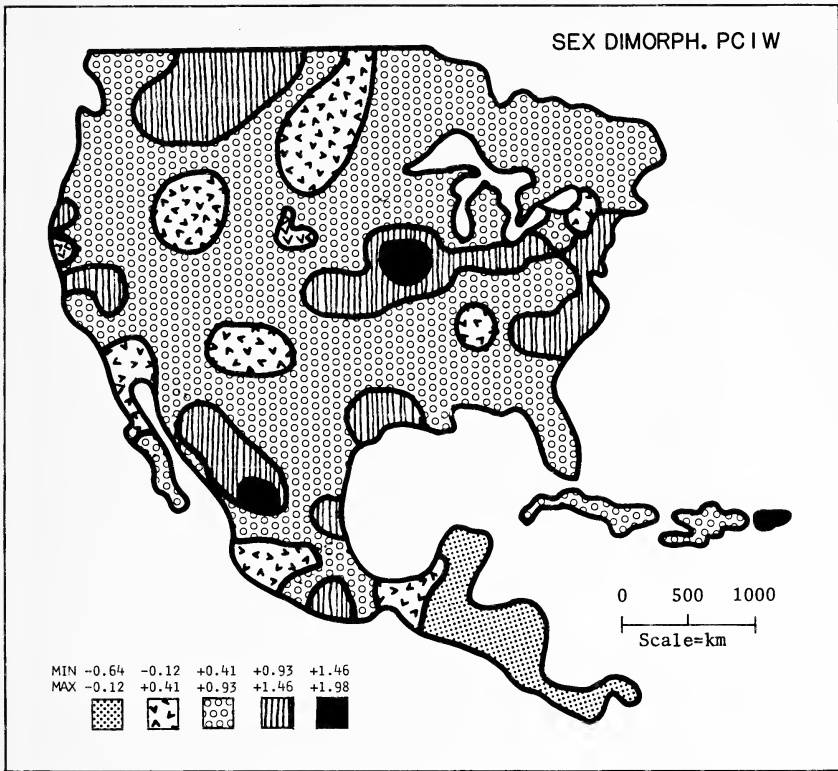 SEX DIMORPH. PC I W
0 500 1000
Scale=km
MIN -0.64 -0.12 +0.41 +0.93 +1.46
MAX -0.12 +0.41 +0.93 +1.46 +1.98